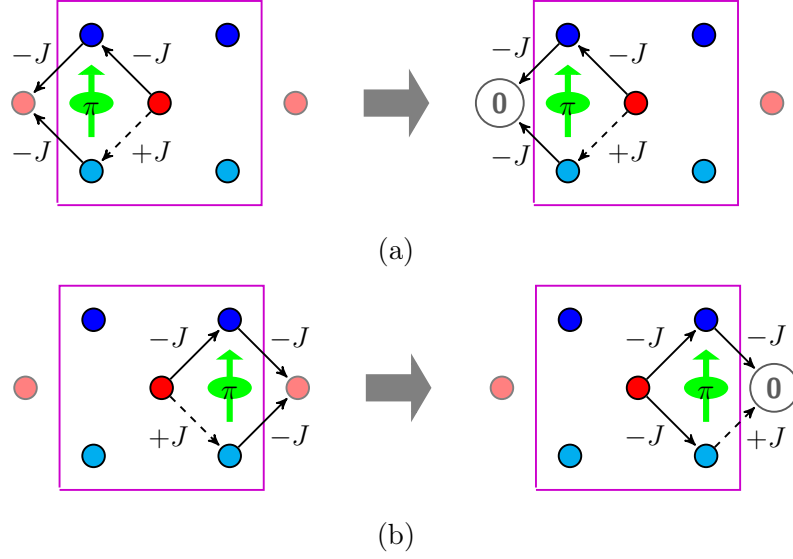 −J −J −J −J
π 0 π
−J +J −J +J
(a)
−J −J −J −J
π π 0
+J −J −J +J
(b)